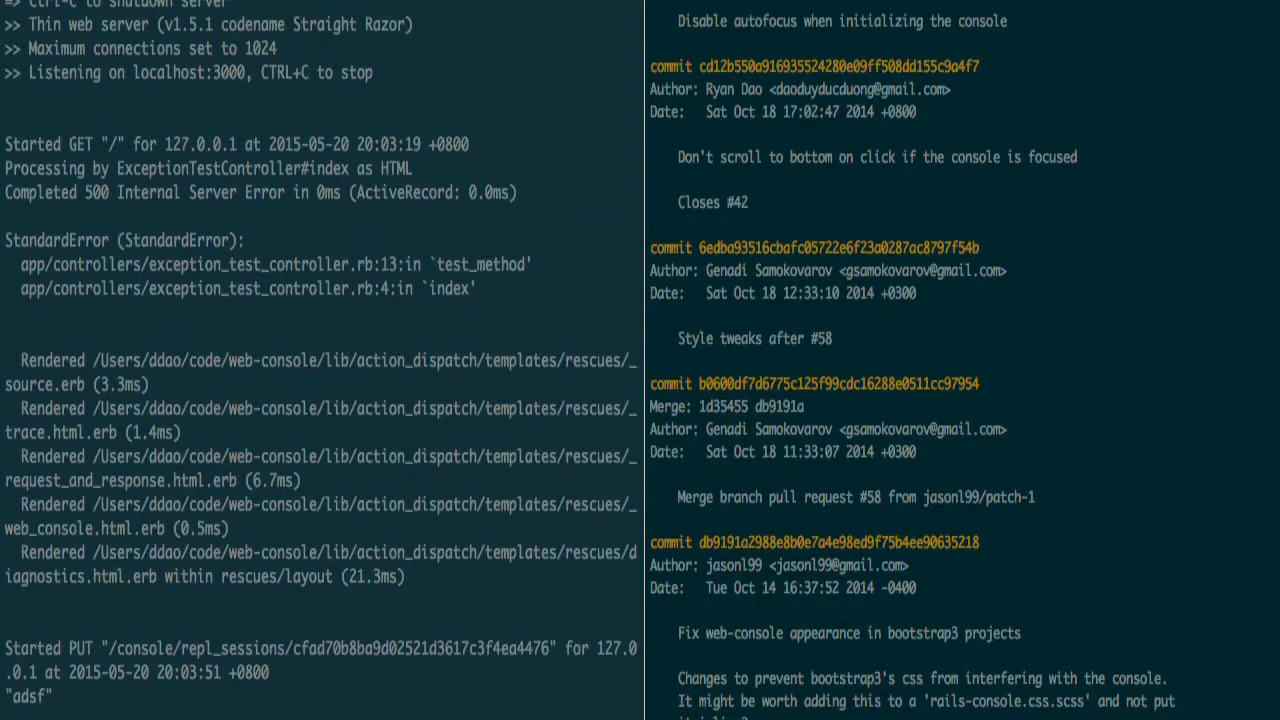 => Ctrl-C to shutdown server
>> Thin web server (v1.5.1 codename Straight Razor)
>> Maximum connections set to 1024
>> Listening on localhost:3000, CTRL+C to stop
Started GET "/" for 127.0.0.1 at 2015-05-20 20:03:19 +0800
Processing by ExceptionTestController#index as HTML
Completed 500 Internal Server Error in 0ms (ActiveRecord: 0.0ms)
StandardError (StandardError):
app/controllers/exception_test_controller.rb:13:in `test_method'
app/controllers/exception_test_controller.rb:4:in `index'
Rendered /Users/ddao/code/web-console/lib/action_dispatch/templates/rescues/_
source.erb (3.3ms)
Rendered /Users/ddao/code/web-console/lib/action_dispatch/templates/rescues/_
trace.html.erb (1.4ms)
Rendered /Users/ddao/code/web-console/lib/action_dispatch/templates/rescues/_
request_and_response.html.erb (6.7ms)
Rendered /Users/ddao/code/web-console/lib/action_dispatch/templates/rescues/_
web_console.html.erb (0.5ms)
Rendered /Users/ddao/code/web-console/lib/action_dispatch/templates/rescues/d
iagnostics.html.erb within rescues/layout (21.3ms)
Started PUT "/console/repl_sessions/cfad70b8ba9d02521d3617c3f4ea4476" for 127.0
.0.1 at 2015-05-20 20:03:51 +0800
"adsf"
Disable autofocus when initializing the console
commit cd12b550a916935524280e09ff508dd155c9a4f7
Author: Ryan Dao <daoduyducduong@gmail.com>
Date: Sat Oct 18 17:02:47 2014 +0800
Don't scroll to bottom on click if the console is focused
Closes #42
commit 6edba93516cbafc05722e6f23a0287ac8797f54b
Author: Genadi Samokovarov <gsamokovarov@gmail.com>
Date: Sat Oct 18 12:33:10 2014 +0300
Style tweaks after #58
commit b0600df7d6775c125f99cdc16288e0511cc97954
Merge: 1d35455 db9191a
Author: Genadi Samokovarov <gsamokovarov@gmail.com>
Date: Sat Oct 18 11:33:07 2014 +0300
Merge branch pull request #58 from jasonl99/patch-1
commit db9191a2988e8b0e7a4e98ed9f75b4ee90635218
Author: jasonl99 <jasonl99@gmail.com>
Date: Tue Oct 14 16:37:52 2014 -0400
Fix web-console appearance in bootstrap3 projects
Changes to prevent bootstrap3's css from interfering with the console.
It might be worth adding this to a 'rails-console.css.scss' and not put